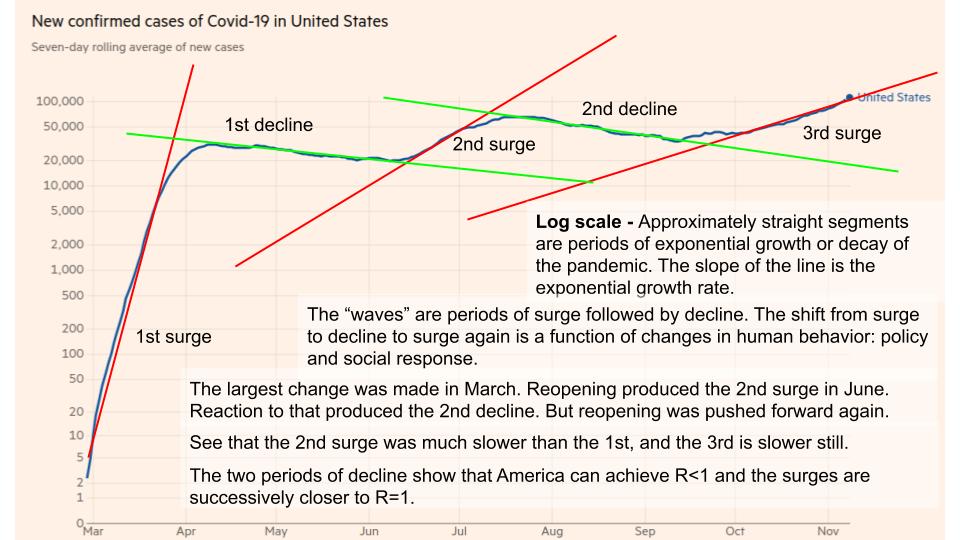 New confirmed cases of Covid-19 in United States
Seven-day rolling average of new cases
100,000
50,000
20,000
10,000
5,000
2,000
1,000
500
200
100
50
20
10
5
2
1
0
1st decline
2nd decline
United States
2nd surge
3rd surge
1st surge
Log scale - Approximately straight segments
are periods of exponential growth or decay of
the pandemic. The slope of the line is the
exponential growth rate.
The “waves” are periods of surge followed by decline. The shift from surge
to decline to surge again is a function of changes in human behavior: policy
and social response.
The largest change was made in March. Reopening produced the 2nd surge in June.
Reaction to that produced the 2nd decline. But reopening was pushed forward again.
See that the 2nd surge was much slower than the 1st, and the 3rd is slower still.
The two periods of decline show that America can achieve R<1 and the surges are
successively closer to R=1.
Mar Apr May Jun Jul Aug Sep Oct Nov